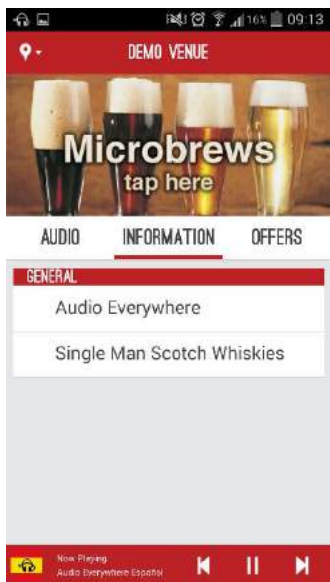 16% 09:13
DEMO VENUE
Microbrews
tap here
AUDIO INFORMATION OFFERS
GENERAL
Audio Everywhere
Single Man Scotch Whiskies
Now Playing
Audio Everywhere Español